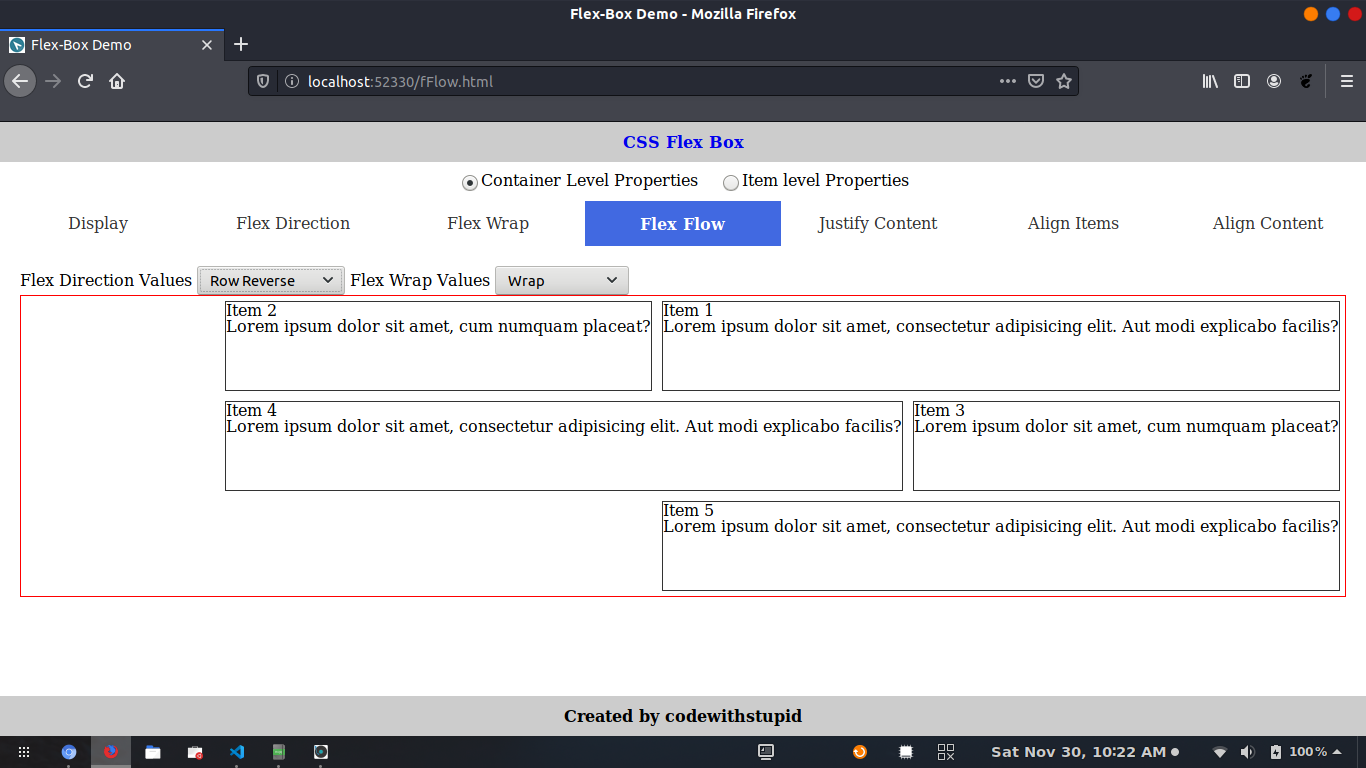 Flex-Box Demo - Mozilla Firefox
Flex-Box Demo
localhost:52330/fFlow.html
CSS Flex Box
Container Level Properties Item level Properties
Display Flex Direction Flex Wrap Flex Flow Justify Content Align Items Align Content
Flex Direction Values Row Reverse Flex Wrap Values Wrap
Item 2
Lorem ipsum dolor sit amet, cum numquam placeat?
Item 1
Lorem ipsum dolor sit amet, consectetur adipisicing elit. Aut modi explicabo facilis?
Item 4
Lorem ipsum dolor sit amet, consectetur adipisicing elit. Aut modi explicabo facilis?
Item 3
Lorem ipsum dolor sit amet, cum numquam placeat?
Item 5
Lorem ipsum dolor sit amet, consectetur adipisicing elit. Aut modi explicabo facilis?
Created by codewithstupid
Sat Nov 30, 10:22 AM 100%